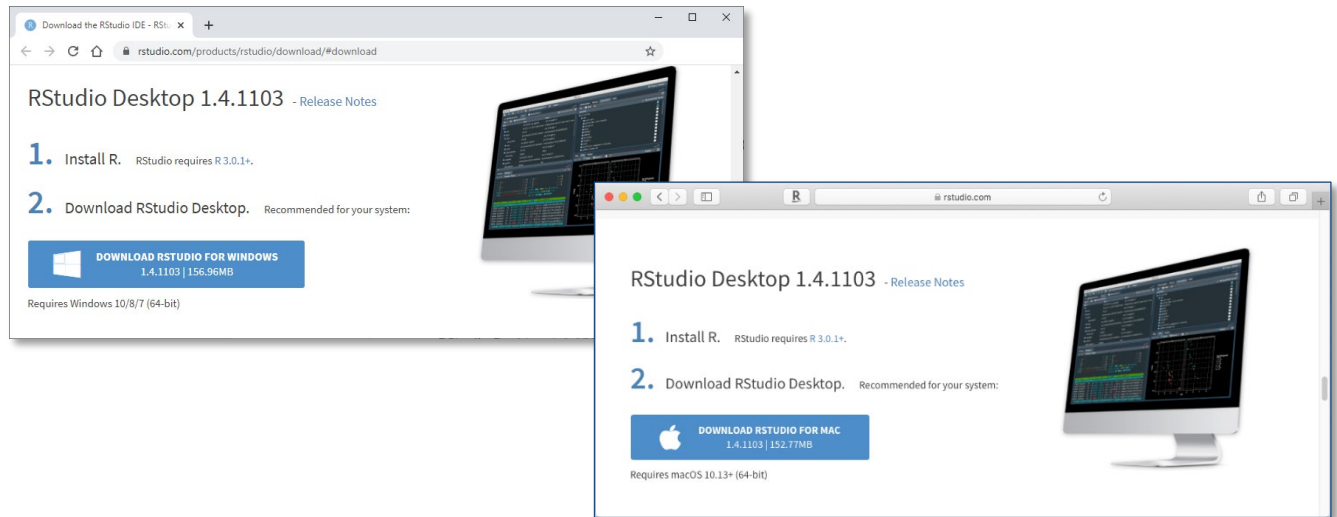 Download the RStudio IDE - RStu
rstudio.com/products/rstudio/download/#download
RStudio Desktop 1.4.1103 - Release Notes
1. Install R. RStudio requires R 3.0.1+.
2. Download RStudio Desktop. Recommended for your system:
DOWNLOAD RSTUDIO FOR WINDOWS
1.4.1103 | 156.96MB
Requires Windows 10/8/7 (64-bit)
rstudio.com
RStudio Desktop 1.4.1103 - Release Notes
1. Install R. RStudio requires R 3.0.1+.
2. Download RStudio Desktop. Recommended for your system:
DOWNLOAD RSTUDIO FOR MAC
1.4.1103 | 152.77MB
Requires macOS 10.13+ (64-bit)